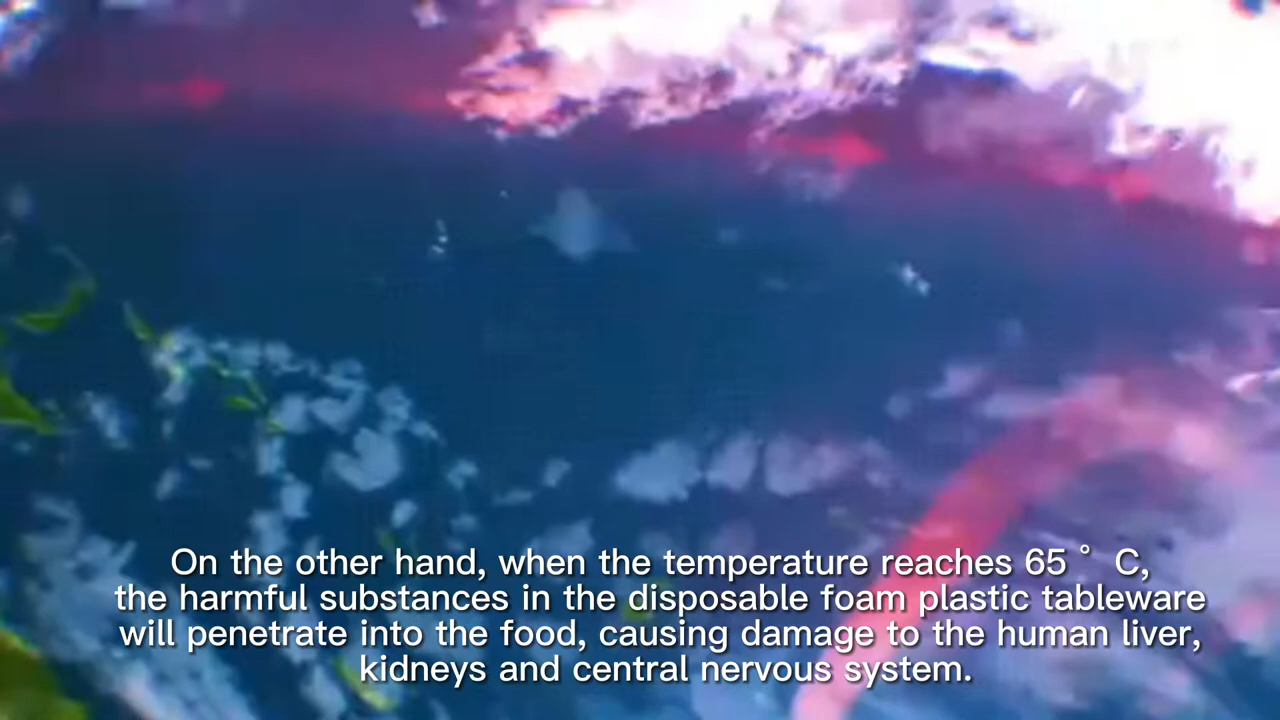 On the other hand, when the temperature reaches 65 ° C,
the harmful substances in the disposable foam plastic tableware
will penetrate into the food, causing damage to the human liver,
kidneys and central nervous system.